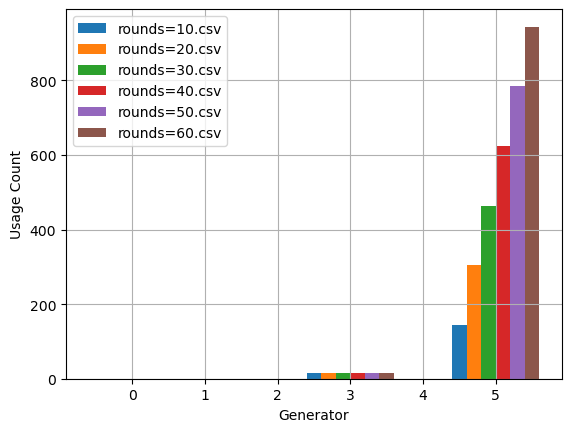 rounds=10.csv
rounds=20.csv
rounds=30.csv
rounds=40.csv
rounds=50.csv
rounds=60.csv
800
600
400
200
0
Usage Count
0 1 2 3 4 5
Generator